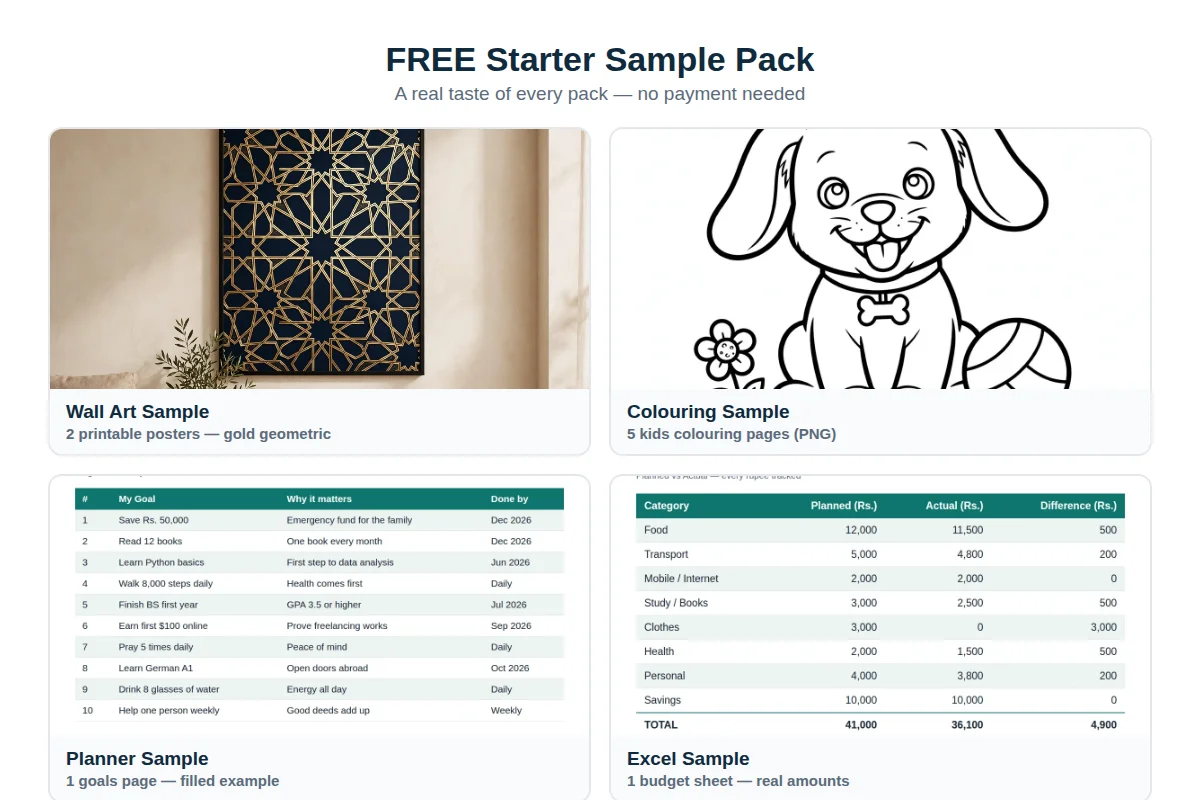 FREE Starter Sample Pack
A real taste of every pack — no payment needed
Wall Art Sample
2 printable posters — gold geometric
Colouring Sample
5 kids colouring pages (PNG)
# My Goal Why it matters Done by
1 Save Rs. 50,000 Emergency fund for the family Dec 2026
2 Read 12 books One book every month Dec 2026
3 Learn Python basics First step to data analysis Jun 2026
4 Walk 8,000 steps daily Health comes first Daily
5 Finish BS first year GPA 3.5 or higher Jul 2026
6 Earn first $100 online Prove freelancing works Sep 2026
7 Pray 5 times daily Peace of mind Daily
8 Learn German A1 Open doors abroad Oct 2026
9 Drink 8 glasses of water Energy all day Daily
10 Help one person weekly Good deeds add up Weekly
Planner Sample
1 goals page — filled example
Planned vs Actual — every rupee tracked
Category Planned (Rs.) Actual (Rs.) Difference (Rs.)
Food 12,000 11,500 500
Transport 5,000 4,800 200
Mobile / Internet 2,000 2,000 0
Study / Books 3,000 2,500 500
Clothes 3,000 0 3,000
Health 2,000 1,500 500
Personal 4,000 3,800 200
Savings 10,000 10,000 0
TOTAL 41,000 36,100 4,900
Excel Sample
1 budget sheet — real amounts